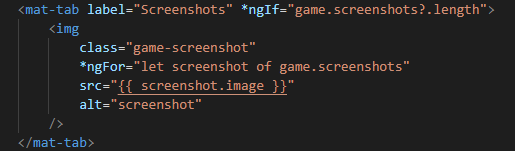 <mat-tab label="Screenshots" *ngIf="game.screenshots?.length">
<img
class="game-screenshot"
*ngFor="let screenshot of game.screenshots"
src="{{ screenshot.image }}"
alt="screenshot"
/>
</mat-tab>